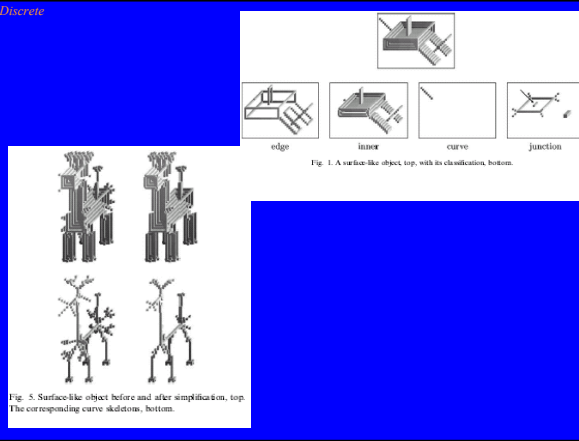 Discrete
edge inner curve junction
Fig. 1. A surface-like object, top, with its classification, bottom.
Fig. 5. Surface-like object before and after simplification, top.
The corresponding curve skeletons, bottom.